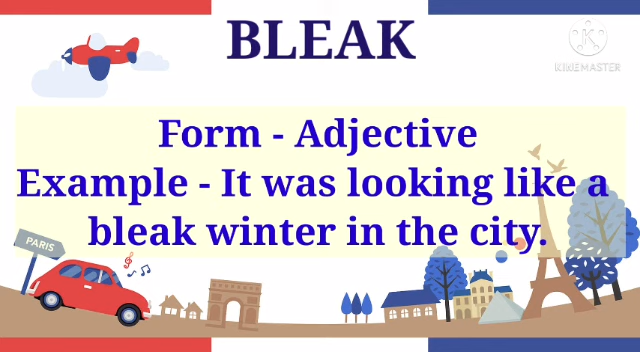 BLEAK
KINEMASTER
Form - Adjective
Example - It was looking like a
bleak winter in the city.
PARIS